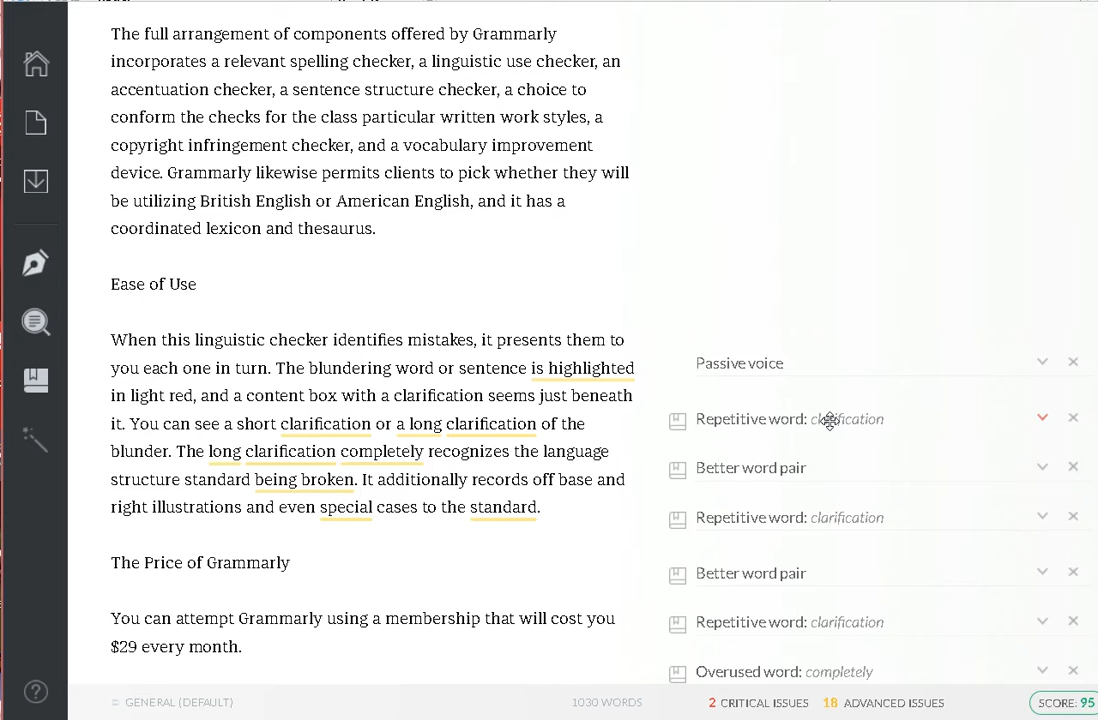 The full arrangement of components offered by Grammarly
incorporates a relevant spelling checker, a linguistic use checker, an
accentuation checker, a sentence structure checker, a choice to
conform the checks for the class particular written work styles, a
copyright infringement checker, and a vocabulary improvement
device. Grammarly likewise permits clients to pick whether they will
be utilizing British English or American English, and it has a
coordinated lexicon and thesaurus.
Ease of Use
When this linguistic checker identifies mistakes, it presents them to
you each one in turn. The blundering word or sentence is highlighted
in light red, and a content box with a clarification seems just beneath
it. You can see a short clarification or a long clarification of the
blunder. The long clarification completely recognizes the language
structure standard being broken. It additionally records off base and
right illustrations and even special cases to the standard.
The Price of Grammarly
You can attempt Grammarly using a membership that will cost you
$29 every month.
Passive voice
Repetitive word: clarification
Better word pair
Repetitive word: clarification
Better word pair
Repetitive word: clarification
Overused word: completely
GENERAL (DEFAULT)
1030 WORDS
2 CRITICAL ISSUES
18 ADVANCED ISSUES
SCORE: 95